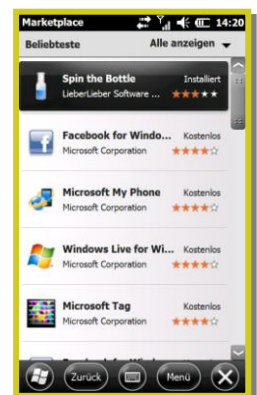 Marketplace 14:20
Beliebteste Alle anzeigen
Spin the Bottle Installiert
LieberLieber Software ...
Facebook for Windo... Kostenlos
Microsoft Corporation
Microsoft My Phone Kostenlos
Microsoft Corporation
Windows Live for Wi... Kostenlos
Microsoft Corporation
Microsoft Tag Kostenlos
Microsoft Corporation
Zurück Menü